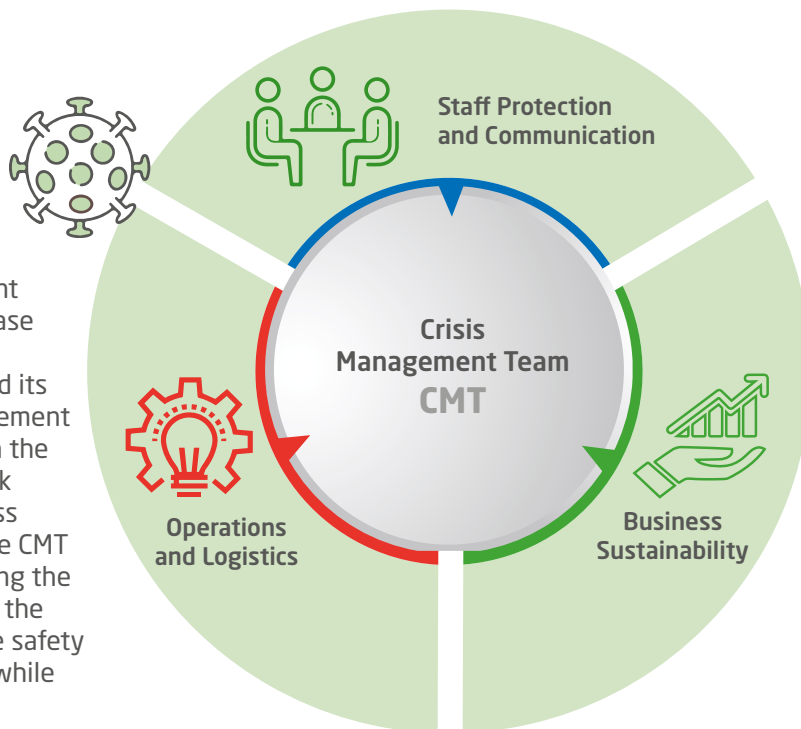 Staff Protection
and Communication
nt
ase
d its
ement
n the
k
ss
e CMT
ng the
the
e safety
while
Crisis
Management Team
CMT
Operations
and Logistics
Business
Sustainability